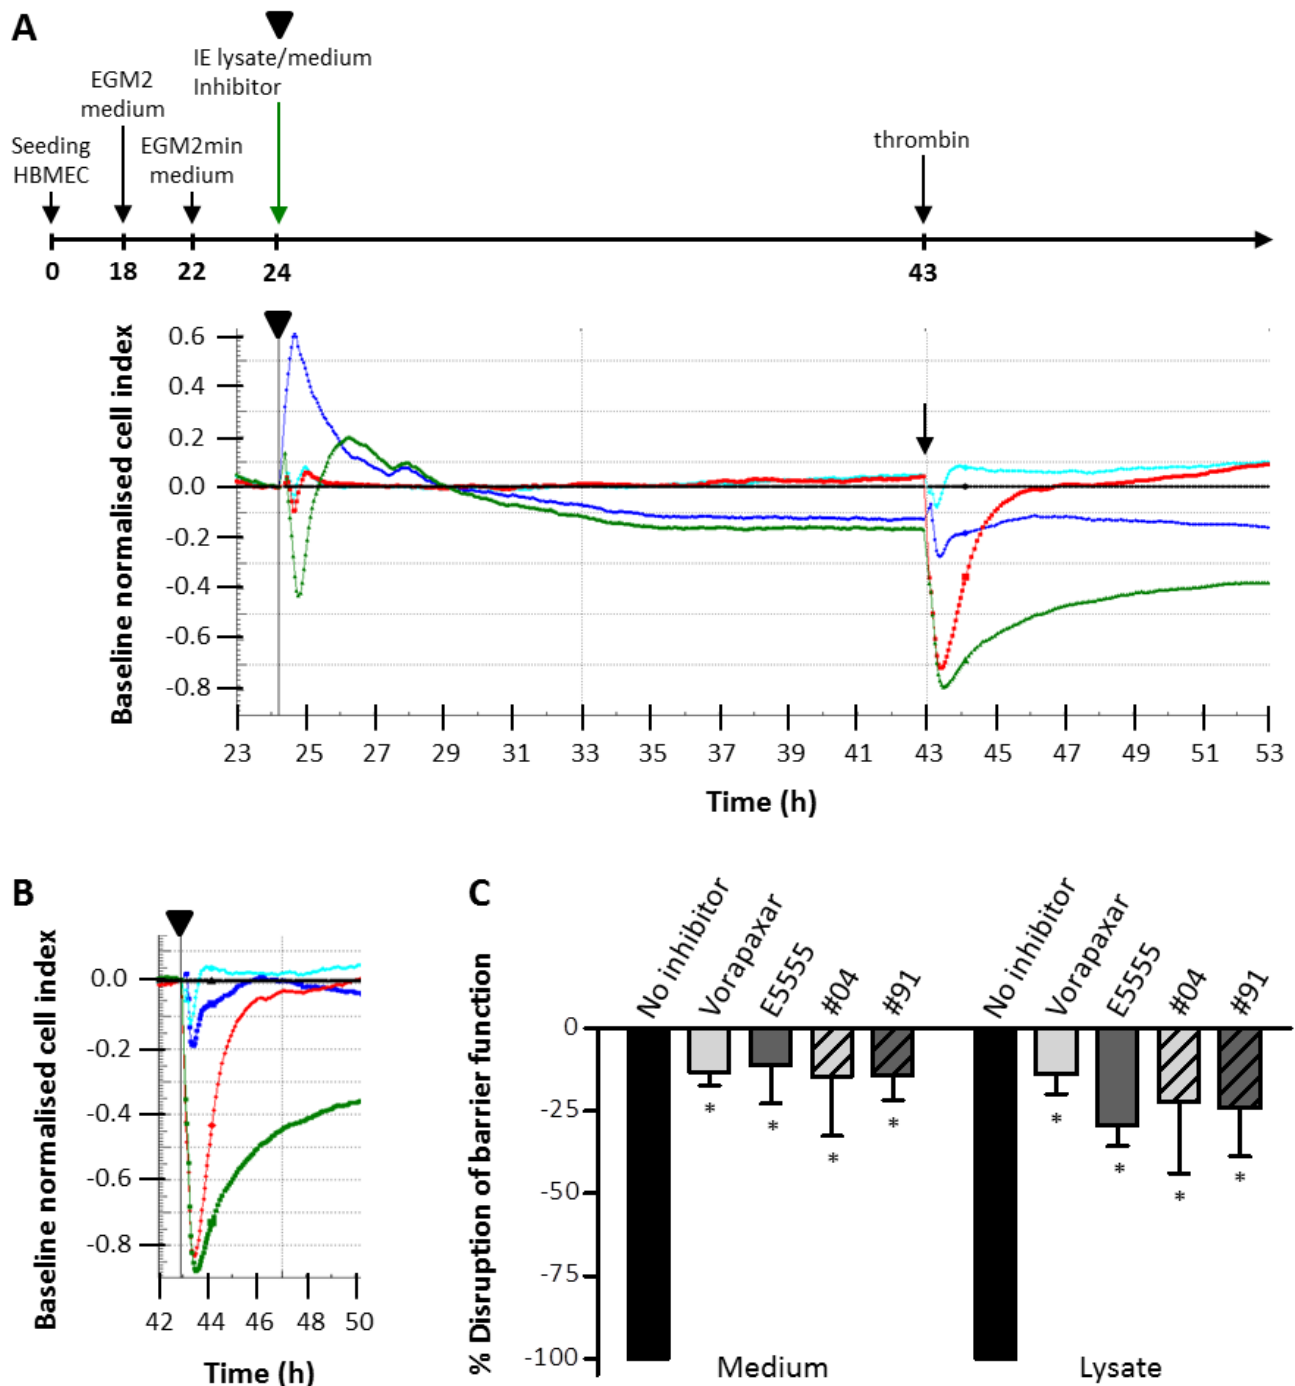 A
IE lysate/medium
Inhibitor
EGM2
medium
Seeding
HBMEC
EGM2min
medium
thrombin
0 18 22 24 43
Baseline normalised cell index
0.6
0.4
0.2
0.0
-0.2
-0.4
-0.6
-0.8
23 25 27 29 31 33 35 37 39 41 43 45 47 49 51 53
Time (h)
B
Baseline normalised cell index
0.0
-0.2
-0.4
-0.6
-0.8
42 44 46 48 50
Time (h)
C
% Disruption of barrier function
No inhibitor
Vorapaxar
E5555
#04
#91
No inhibitor
Vorapaxar
E5555
#04
#91
0
-25
-50
-75
-100
* * * * * * * *
Medium Lysate